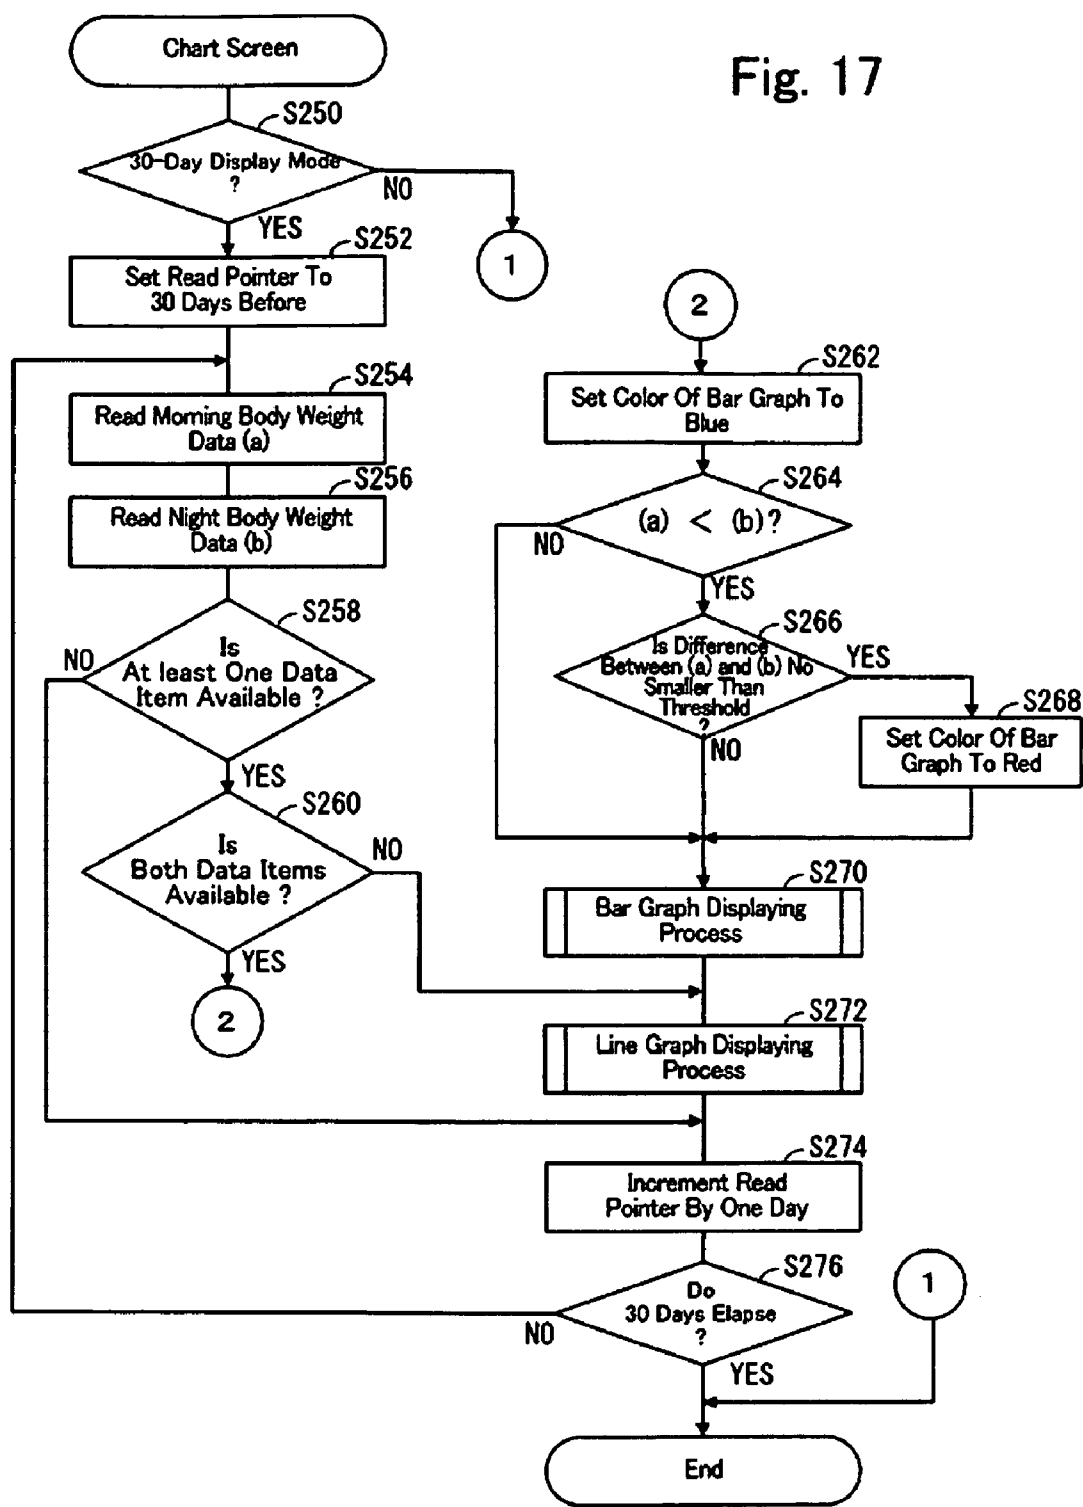 Fig. 17
Chart Screen
S250
30-Day Display Mode
?
NO
YES
1
S252
Set Read Pointer To
30 Days Before
S254
Read Morning Body Weight
Data (a)
S256
Read Night Body Weight
Data (b)
S258
Is
At least One Data
Item Available ?
NO
YES
S260
Is
Both Data Items
Available ?
NO
YES
2
2
S262
Set Color Of Bar Graph To
Blue
S264
(a) < (b)?
NO
YES
S266
Is Difference
Between (a) and (b) No
Smaller Than
Threshold
?
YES
NO
S268
Set Color Of Bar
Graph To Red
S270
Bar Graph Displaying
Process
S272
Line Graph Displaying
Process
S274
Increment Read
Pointer By One Day
S276
Do
30 Days Elapse
?
NO
YES
1
End